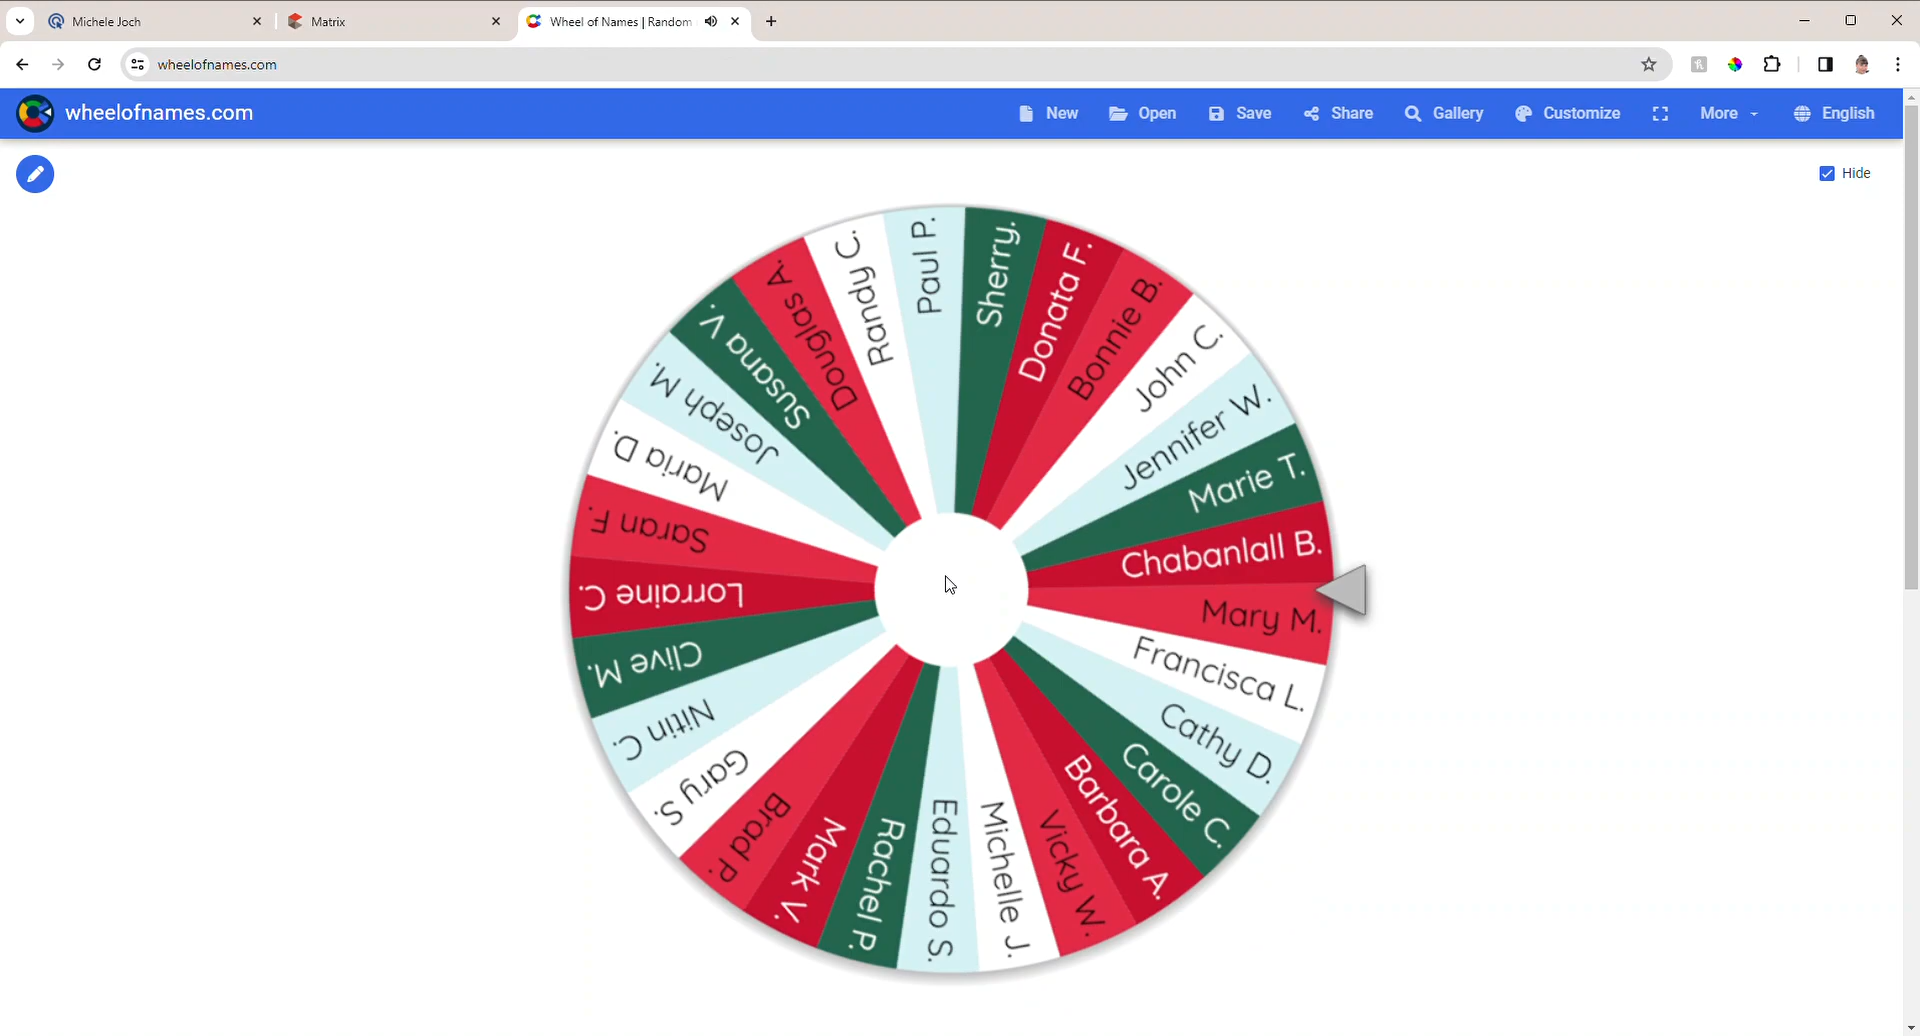 Michele Joch
Matrix
Wheel of Names | Random
wheelofnames.com
wheelofnames.com
New
Open
Save
Share
Gallery
Customize
More
English
Hide
Paul P.
Sherry.
Donata F.
Bonnie B.
John C.
Jennifer W.
Marie T.
Chabanlall B.
Mary M.
Francisca L.
Cathy D.
Carole C.
Barbara A.
Vicky W.
Michelle J.
Eduardo S.
Rachel P.
Mark V.
Brad P.
Gary S.
Nitin C.
Clive M.
Lorraine C.
Saran F.
Maria D.
Joseph M.
Susana V.
Douglas A.
Randy C.